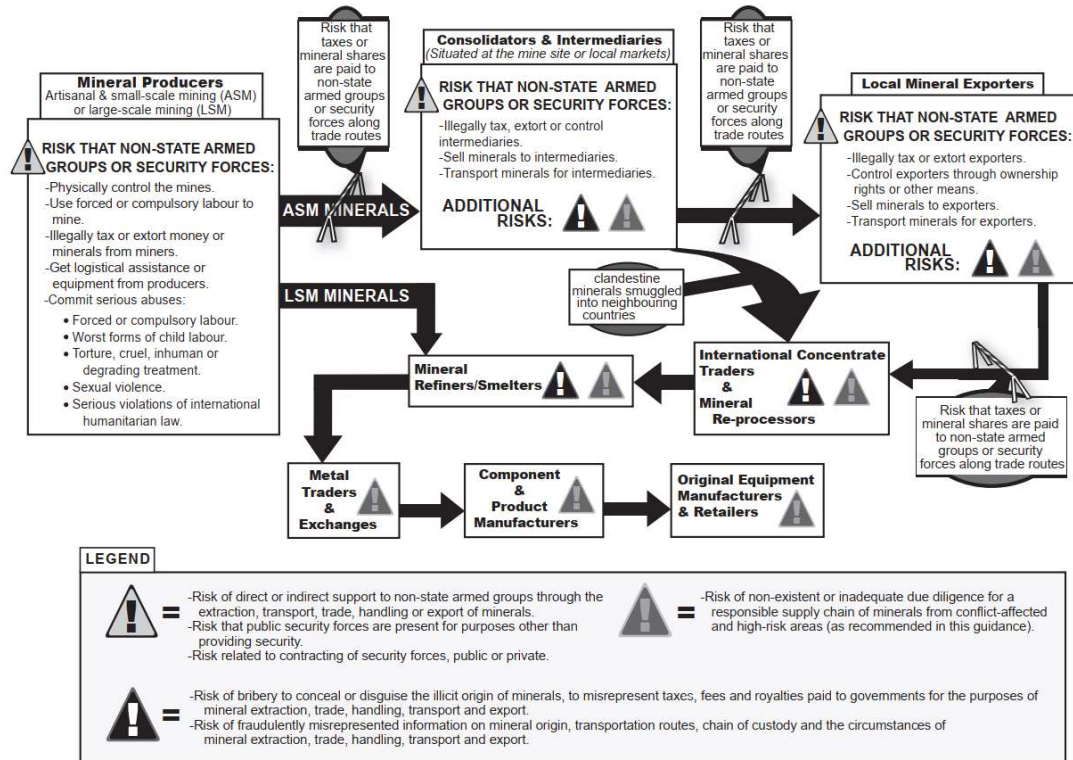 Risk that
taxes or
mineral shares
are paid to
non-state
armed groups
or security
forces along
trade routes
Consolidators & Intermediaries
(Situated at the mine site or local markets)
RISK THAT NON-STATE ARMED
GROUPS OR SECURITY FORCES:
-Illegally tax, extort or control
intermediaries.
-Sell minerals to intermediaries.
-Transport minerals for intermediaries.
ADDITIONAL
RISKS:
Risk that
taxes or
mineral shares
are paid to
non-state
armed groups
or security
forces along
trade routes
Mineral Producers
Artisanal & small-scale mining (ASM)
or large-scale mining (LSM)
RISK THAT NON-STATE ARMED
GROUPS OR SECURITY FORCES:
-Physically control the mines.
-Use forced or compulsory labour to
mine.
-Illegally tax or extort money or
minerals from miners.
-Get logistical assistance or
equipment from producers.
-Commit serious abuses:
• Forced or compulsory labour.
• Worst forms of child labour.
• Torture, cruel, inhuman or
degrading treatment.
• Sexual violence.
• Serious violations of international
humanitarian law.
ASM MINERALS
LSM MINERALS
Local Mineral Exporters
RISK THAT NON-STATE ARMED
GROUPS OR SECURITY FORCES:
-Illegally tax or extort exporters.
-Control exporters through ownership
rights or other means.
-Sell minerals to exporters.
-Transport minerals for exporters.
ADDITIONAL
RISKS:
clandestine
minerals smuggled
into neighbouring
countries
Mineral
Refiners/Smelters
International Concentrate
Traders
&
Mineral
Re-processors
Risk that taxes or
mineral shares are paid
to non-state armed
groups or security
forces along trade routes
Metal
Traders
&
Exchanges
Component
&
Product
Manufacturers
Original Equipment
Manufacturers
& Retailers
LEGEND
=
-Risk of direct or indirect support to non-state armed groups through the
extraction, transport, trade, handling or export of minerals.
-Risk that public security forces are present for purposes other than
providing security.
-Risk related to contracting of security forces, public or private.
=
-Risk of non-existent or inadequate due diligence for a
responsible supply chain of minerals from conflict-affected
and high-risk areas (as recommended in this guidance).
=
-Risk of bribery to conceal or disguise the illicit origin of minerals, to misrepresent taxes, fees and royalties paid to governments for the purposes of
mineral extraction, trade, handling, transport and export.
-Risk of fraudulently misrepresented information on mineral origin, transportation routes, chain of custody and the circumstances of
mineral extraction, trade, handling, transport and export.